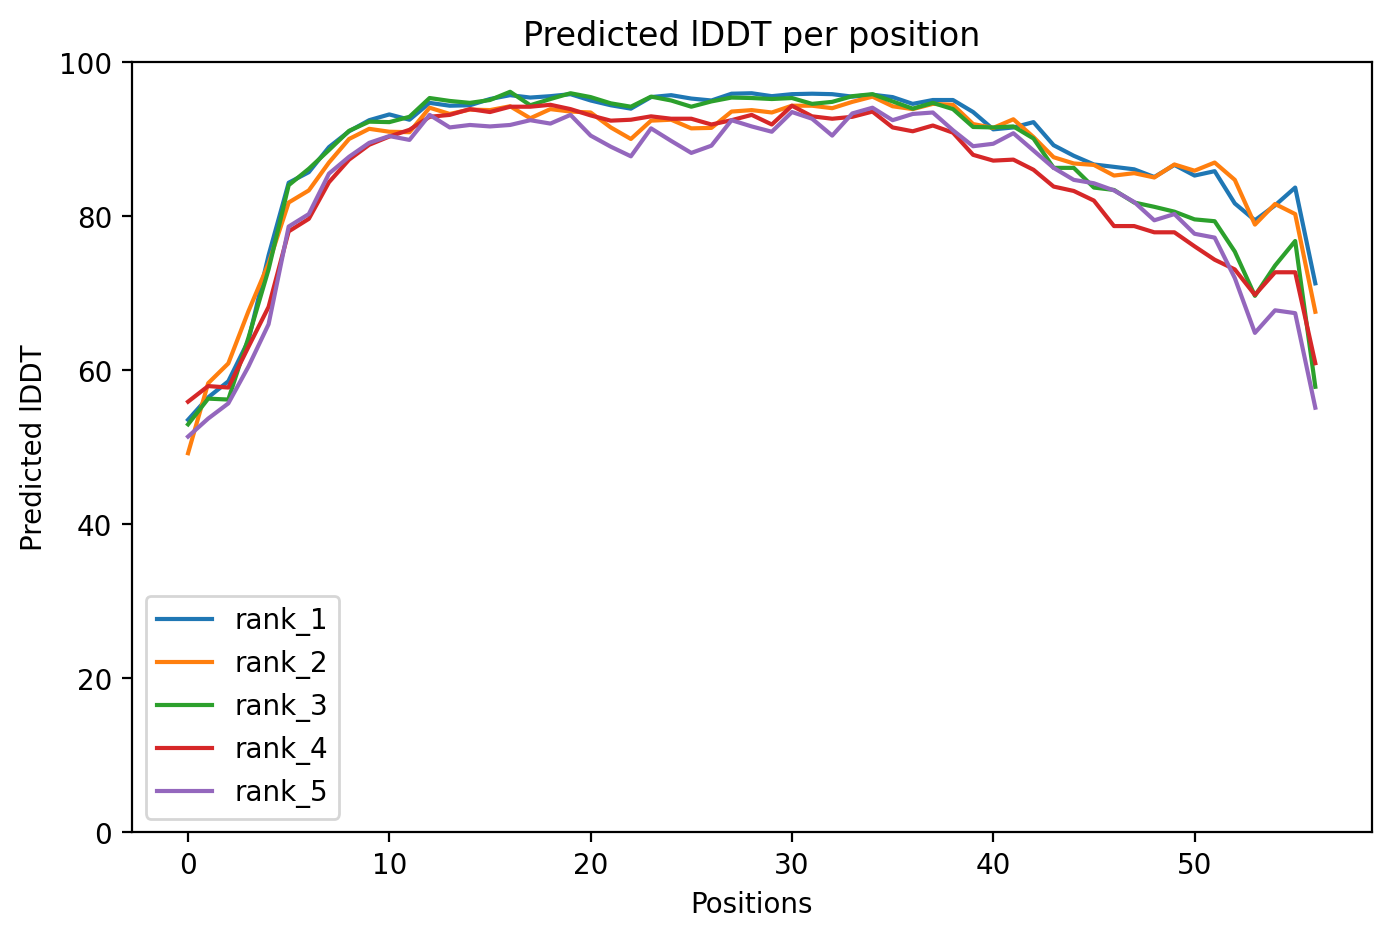 Predicted lDDT per position
100
80
60
40
20
0
Predicted lDDT
rank_1
rank_2
rank_3
rank_4
rank_5
0 10 20 30 40 50
Positions